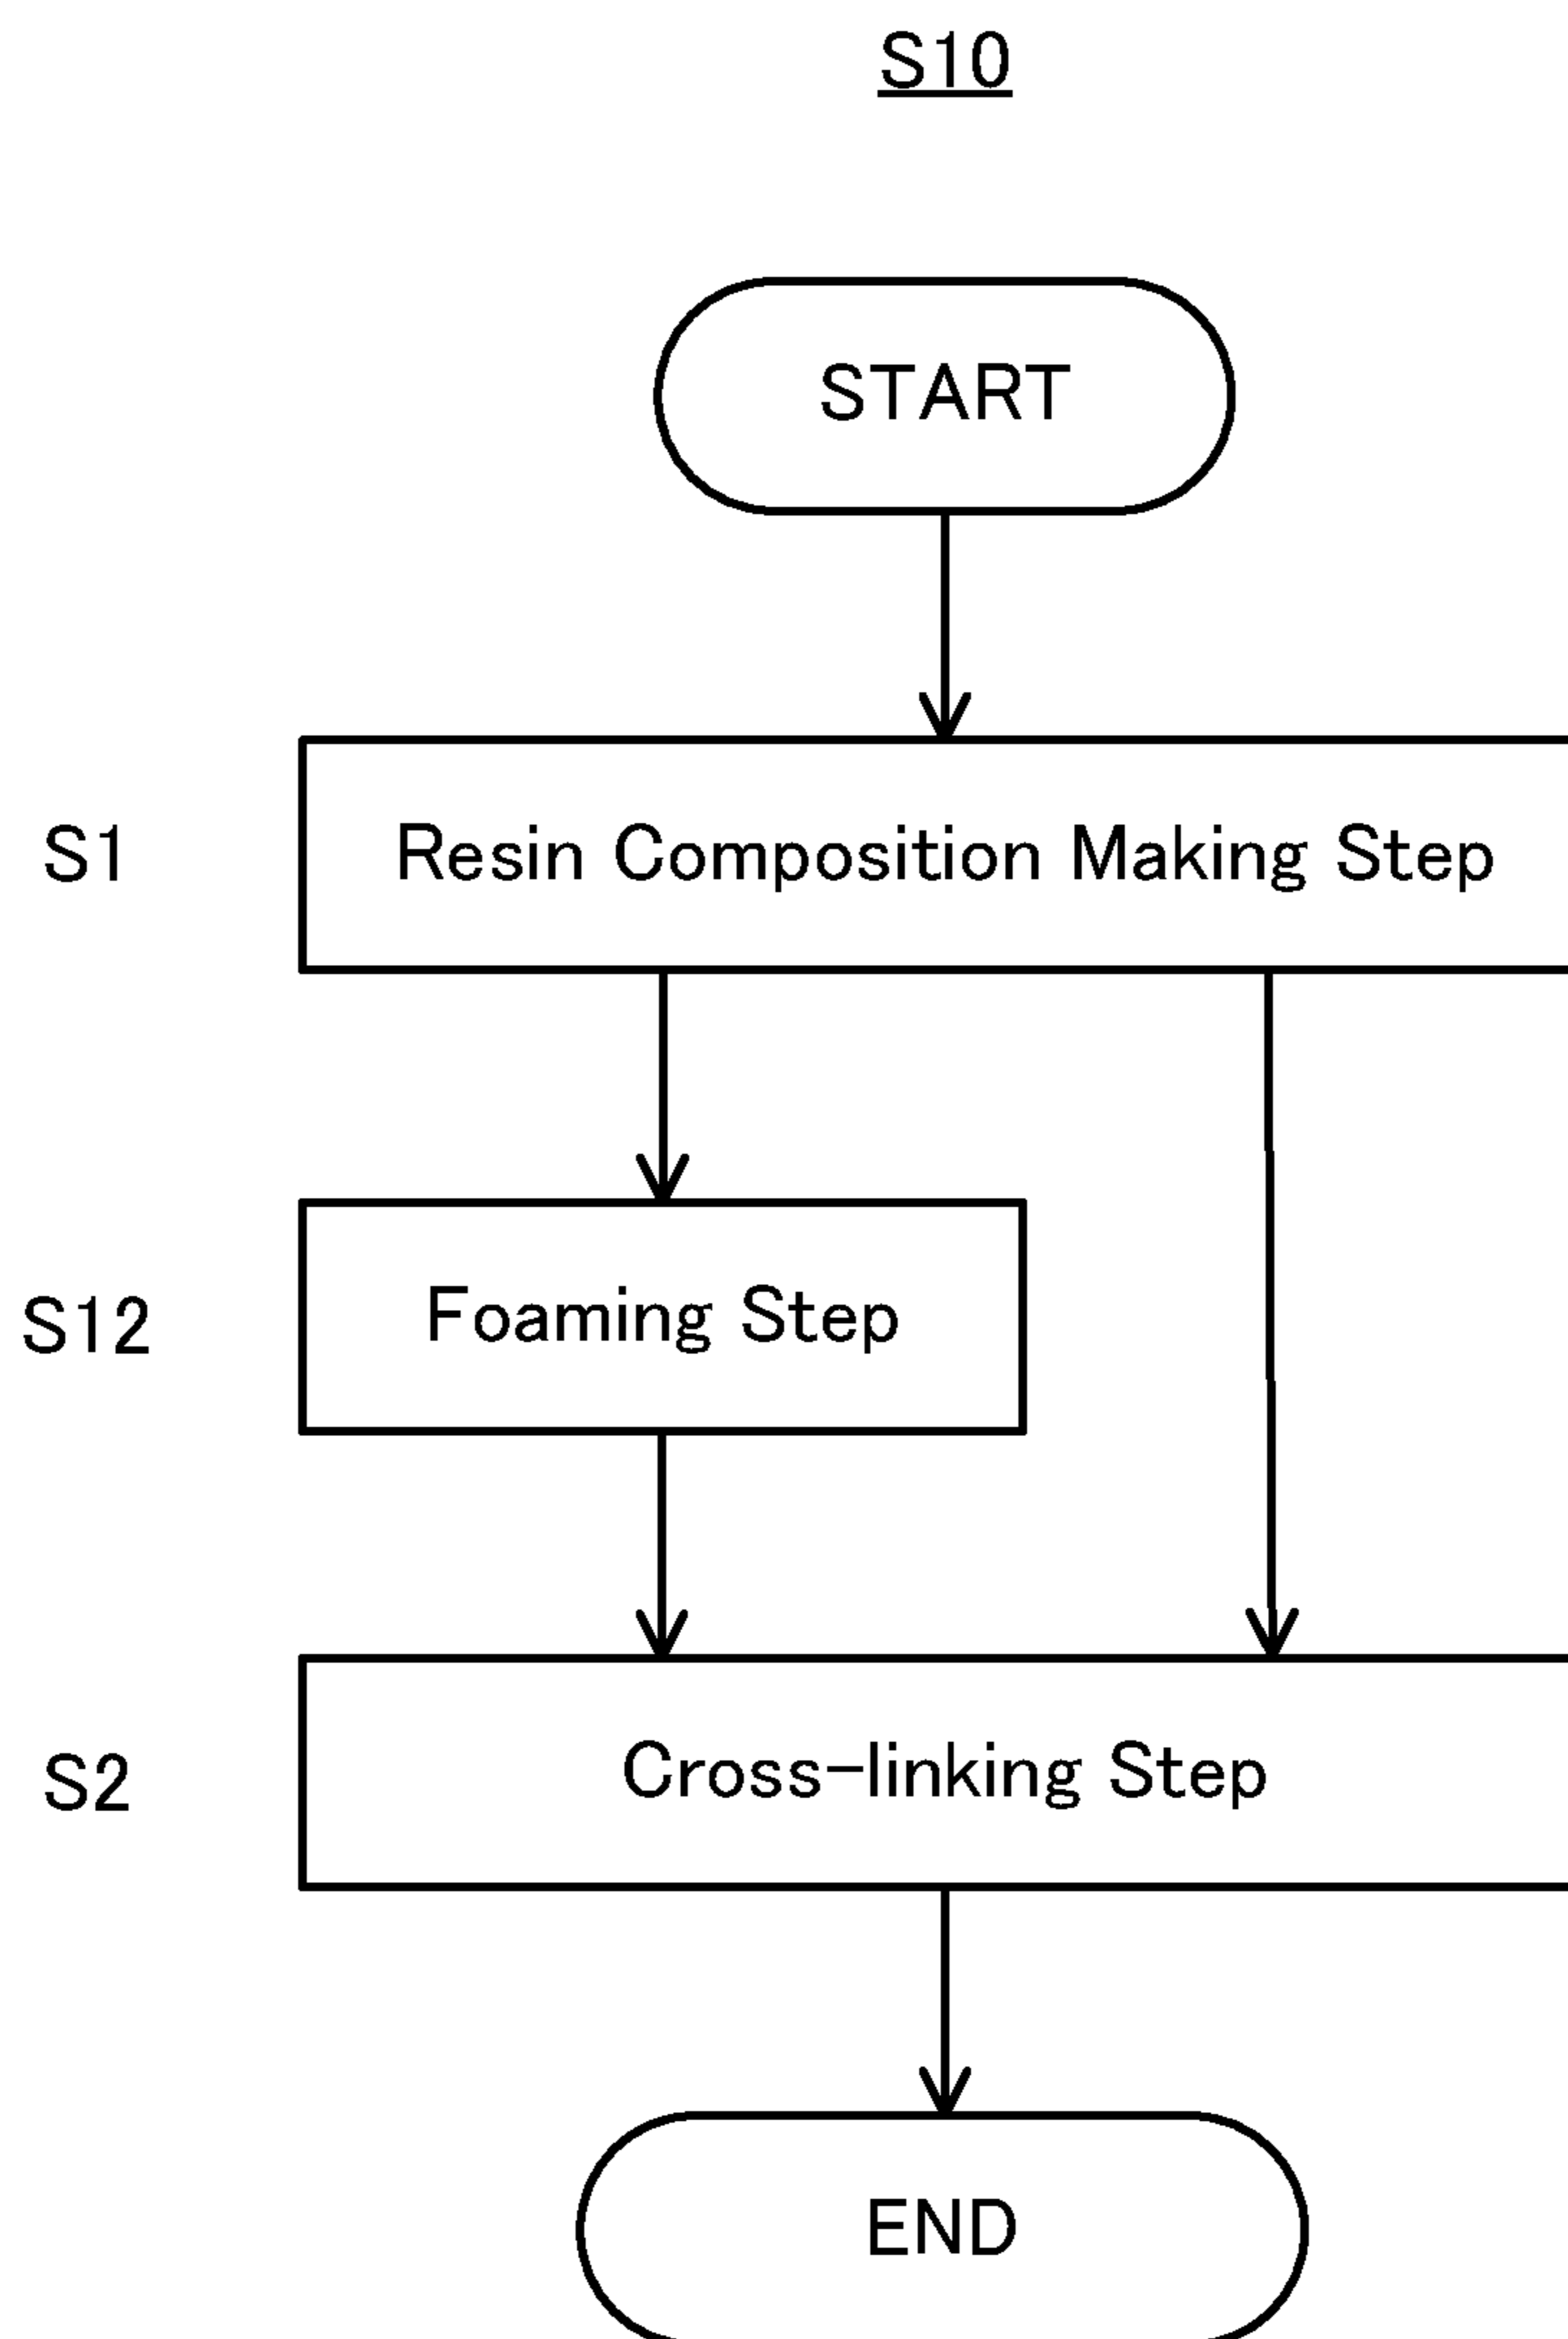 S10
START
S1
Resin Composition Making Step
S12
Foaming Step
S2
Cross-linking Step
END